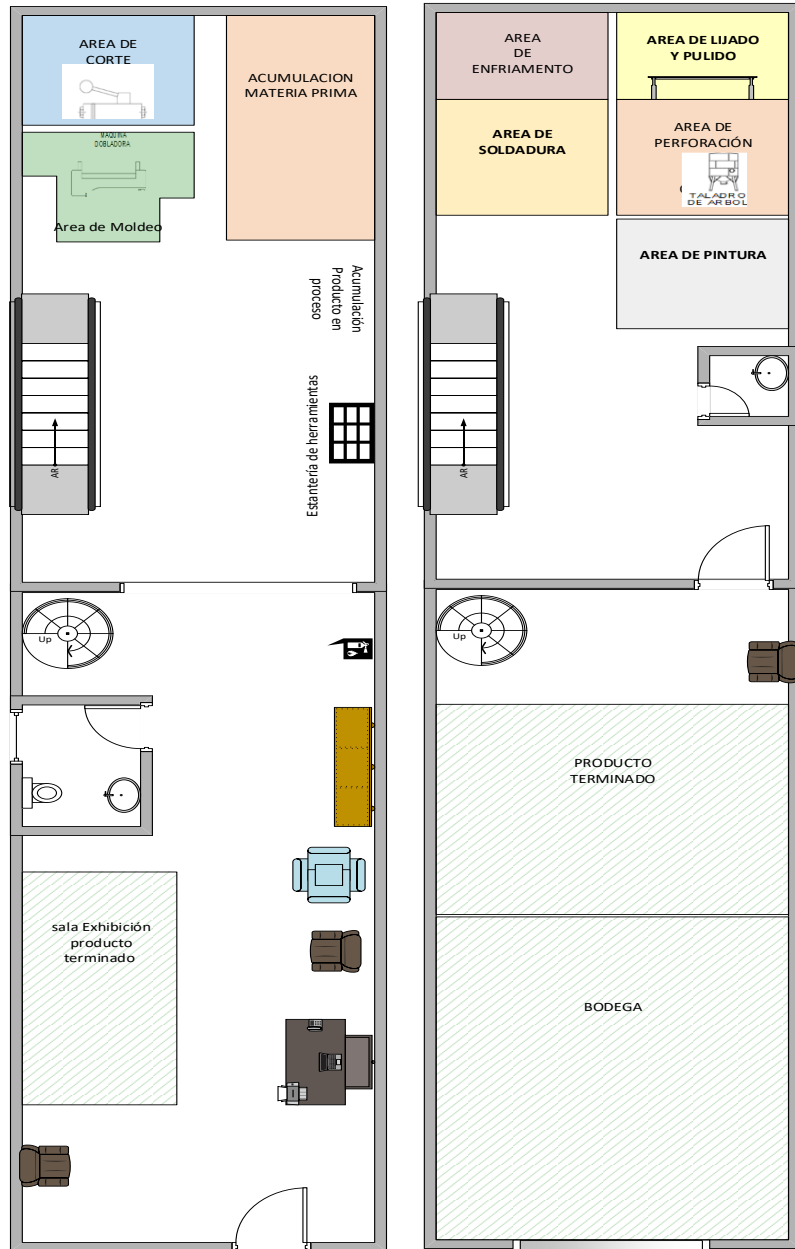 AREA DE
CORTE
ACUMULACION
MATERIA PRIMA
MAQUINA
DOBLADORA
Area de Moldeo
Acumulación
Producto en
proceso
Estantería de herramientas
AR
Up
sala Exhibición
producto
terminado
AREA
DE
ENFRIAMENTO
AREA DE LIJADO
Y PULIDO
AREA DE
SOLDADURA
AREA DE
PERFORACIÓN
TALADRO
DE ARBOL
AREA DE PINTURA
AR
Up
PRODUCTO
TERMINADO
BODEGA